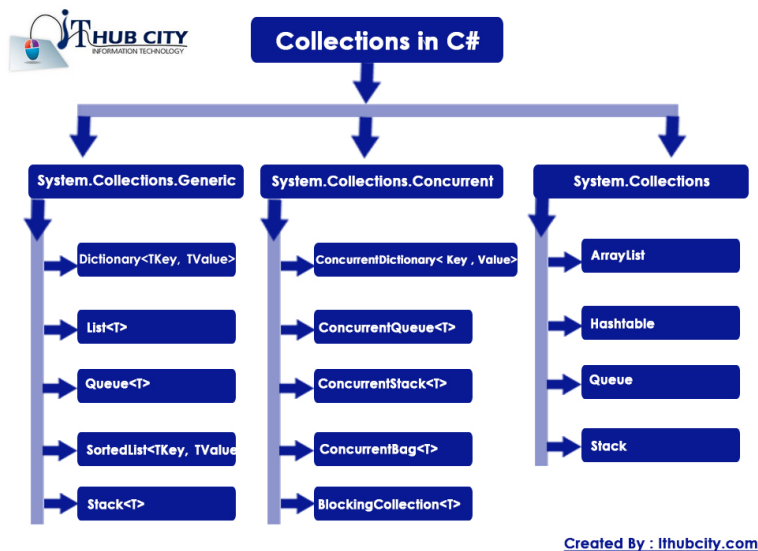 iT HUB CITY
INFORMATION TECHNOLOGY
Collections in C#
System.Collections.Generic
Dictionary<TKey, TValue>
List<T>
Queue<T>
SortedList<TKey, TValue
Stack<T>
System.Collections.Concurrent
ConcurrentDictionary< Key , Value>
ConcurrentQueue<T>
ConcurrentStack<T>
ConcurrentBag<T>
BlockingCollection<T>
System.Collections
ArrayList
Hashtable
Queue
Stack
Created By : Ithubcity.com